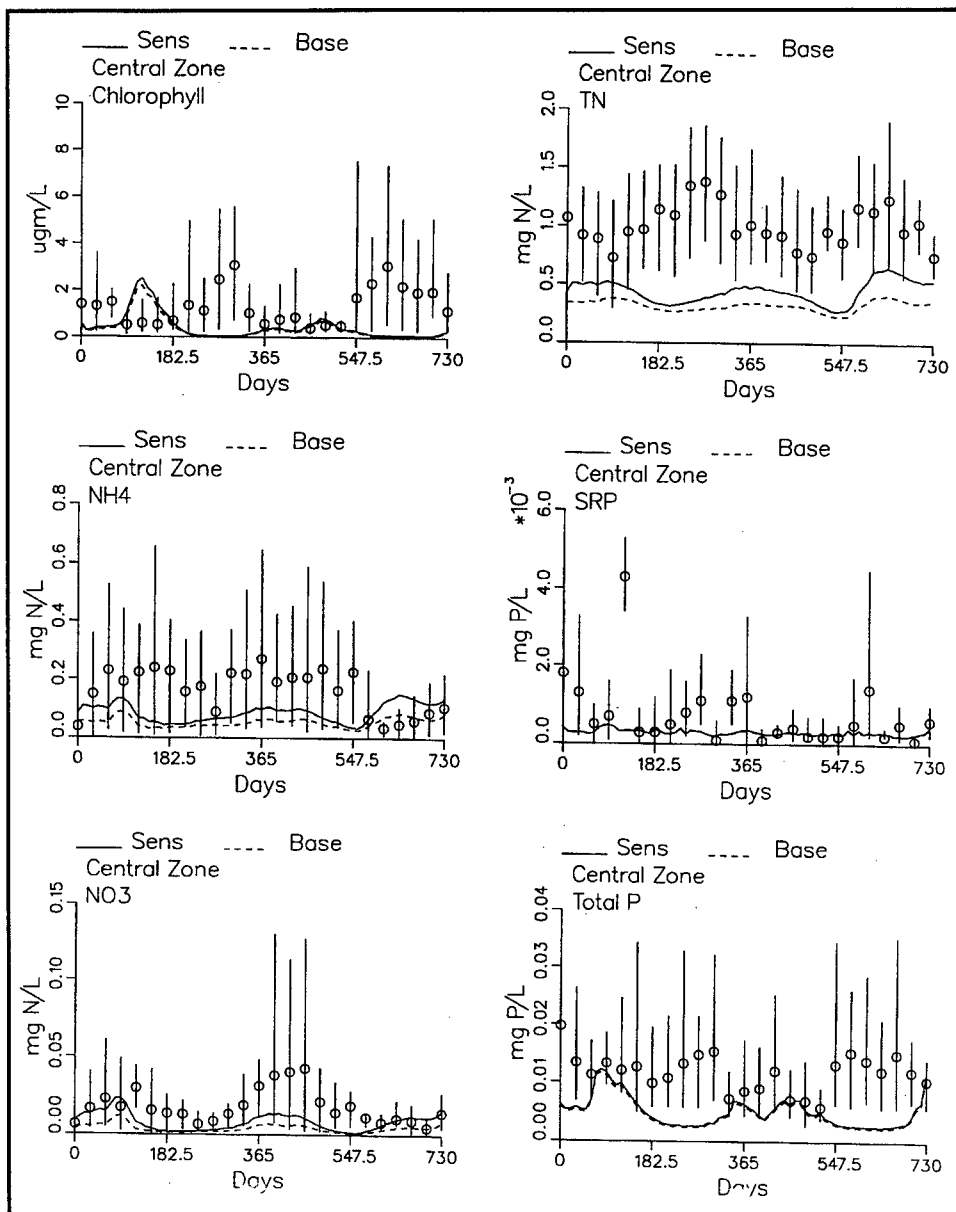 Sens Base
Central Zone
Chlorophyll
ugm/L
10
8
6
4
2
0
0 182.5 365 547.5 730
Days
Sens Base
Central Zone
TN
mg N/L
2.0
1.5
1.0
0.5
0.0
0 182.5 365 547.5 730
Days
Sens Base
Central Zone
NH4
mg N/L
0.8
0.6
0.4
0.2
0.0
0 182.5 365 547.5 730
Days
Sens Base
Central Zone
SRP
*10⁻³
mg P/L
6.0
4.0
2.0
0.0
0 182.5 365 547.5 730
Days
Sens Base
Central Zone
NO3
mg N/L
0.15
0.10
0.05
0.00
0 182.5 365 547.5 730
Days
Sens Base
Central Zone
Total P
mg P/L
0.04
0.03
0.02
0.01
0.00
0 182.5 365 547.5 730
Days